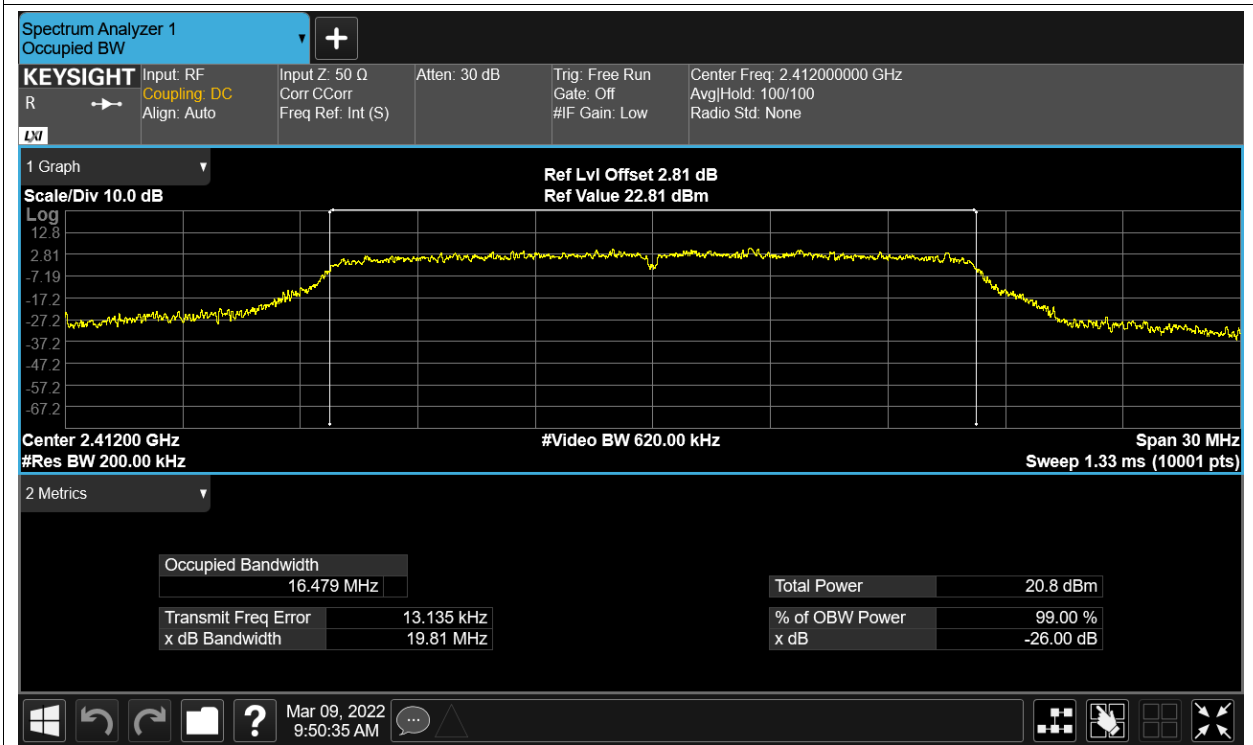 Spectrum Analyzer 1
Occupied BW
KEYSIGHT Input: RF Input Z: 50 Ω Atten: 30 dB Trig: Free Run Center Freq: 2.412000000 GHz
R Coupling: DC Corr CCorr Gate: Off Avg|Hold: 100/100
Align: Auto Freq Ref: Int (S) #IF Gain: Low Radio Std: None
LXI
1 Graph
Ref Lvl Offset 2.81 dB
Scale/Div 10.0 dB Ref Value 22.81 dBm
Log
12.8
2.81
-7.19
-17.2
-27.2
-37.2
-47.2
-57.2
-67.2
Center 2.41200 GHz #Video BW 620.00 kHz Span 30 MHz
#Res BW 200.00 kHz Sweep 1.33 ms (10001 pts)
2 Metrics
Occupied Bandwidth
16.479 MHz Total Power 20.8 dBm
Transmit Freq Error 13.135 kHz % of OBW Power 99.00 %
x dB Bandwidth 19.81 MHz x dB -26.00 dB
? Mar 09, 2022
9:50:35 AM